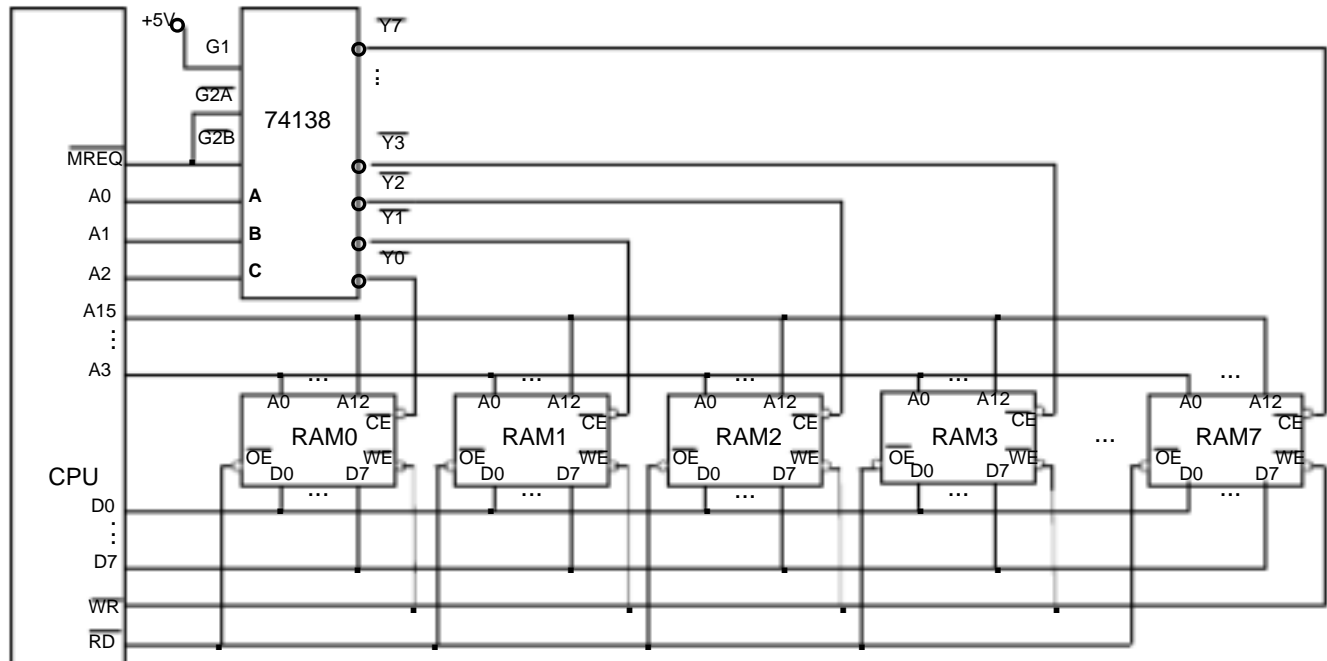 +5V
Y7
G1
⋮
G2A
74138
G2B
Y3
MREQ
Y2
A0
A
Y1
A1
B
Y0
A2
C
A15
⋮
A3
... ... ... ... ...
A0 A12 A0 A12 A0 A12 A0 A12 A0 A12
CE CE CE CE CE
RAM0 RAM1 RAM2 RAM3 ... RAM7
OE WE OE WE OE WE OE WE OE WE
D0 D7 D0 D7 D0 D7 D0 D7 D0 D7
CPU
... ... ... ... ...
D0
⋮
D7
WR
RD